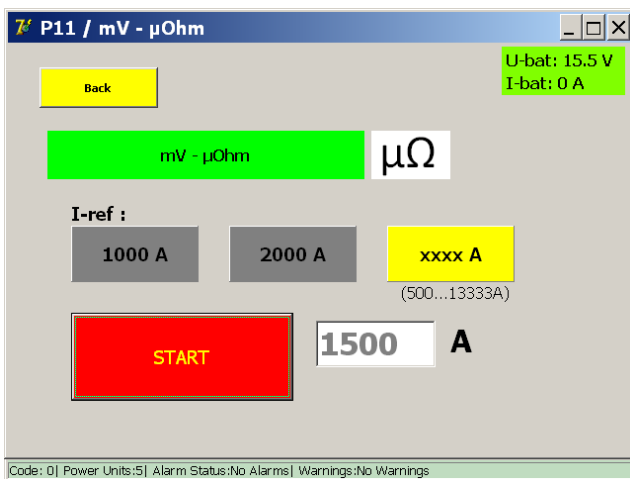 P11 / mV - µOhm
U-bat: 15.5 V
I-bat: 0 A
Back
mV - µOhm
µΩ
I-ref :
1000 A
2000 A
xxxx A
(500...13333A)
START
1500
A
Code: 0| Power Units:5| Alarm Status:No Alarms| Warnings:No Warnings